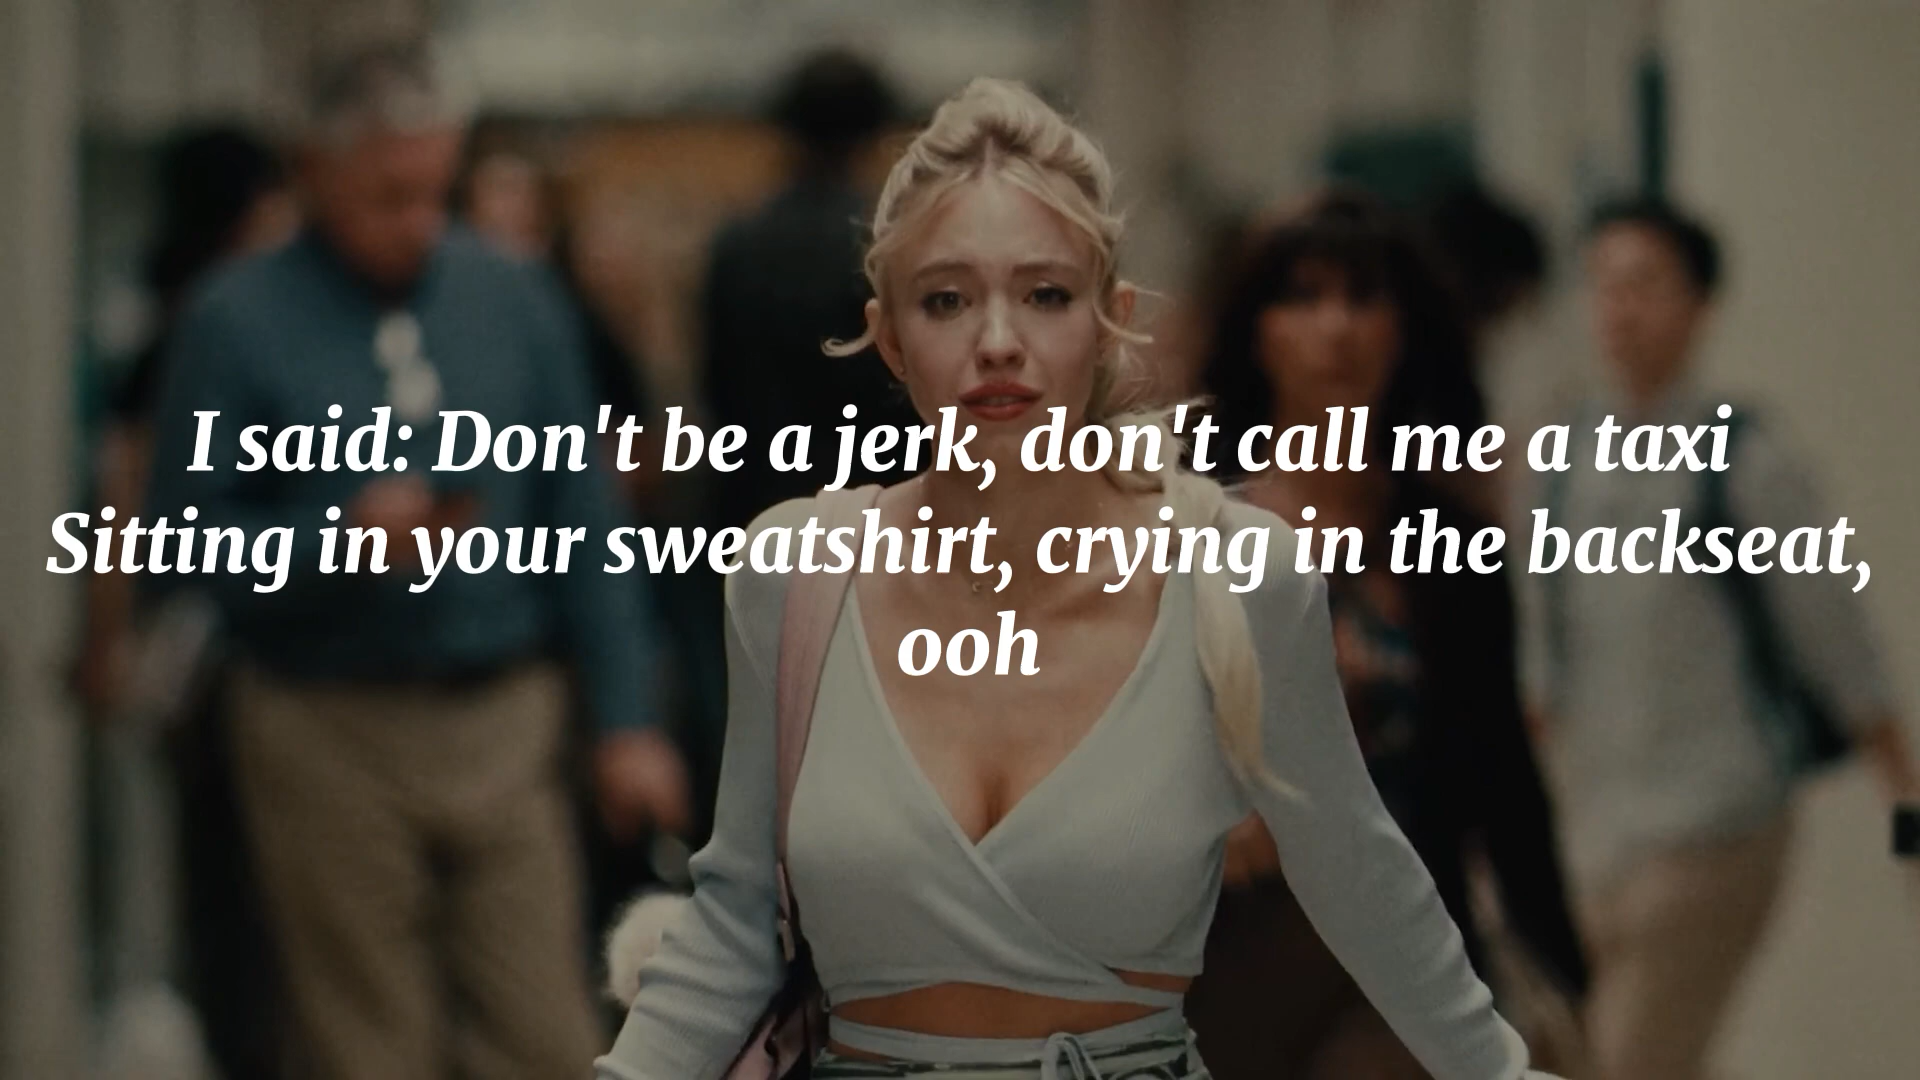 I said: Don't be a jerk, don't call me a taxi
Sitting in your sweatshirt, crying in the backseat,
ooh